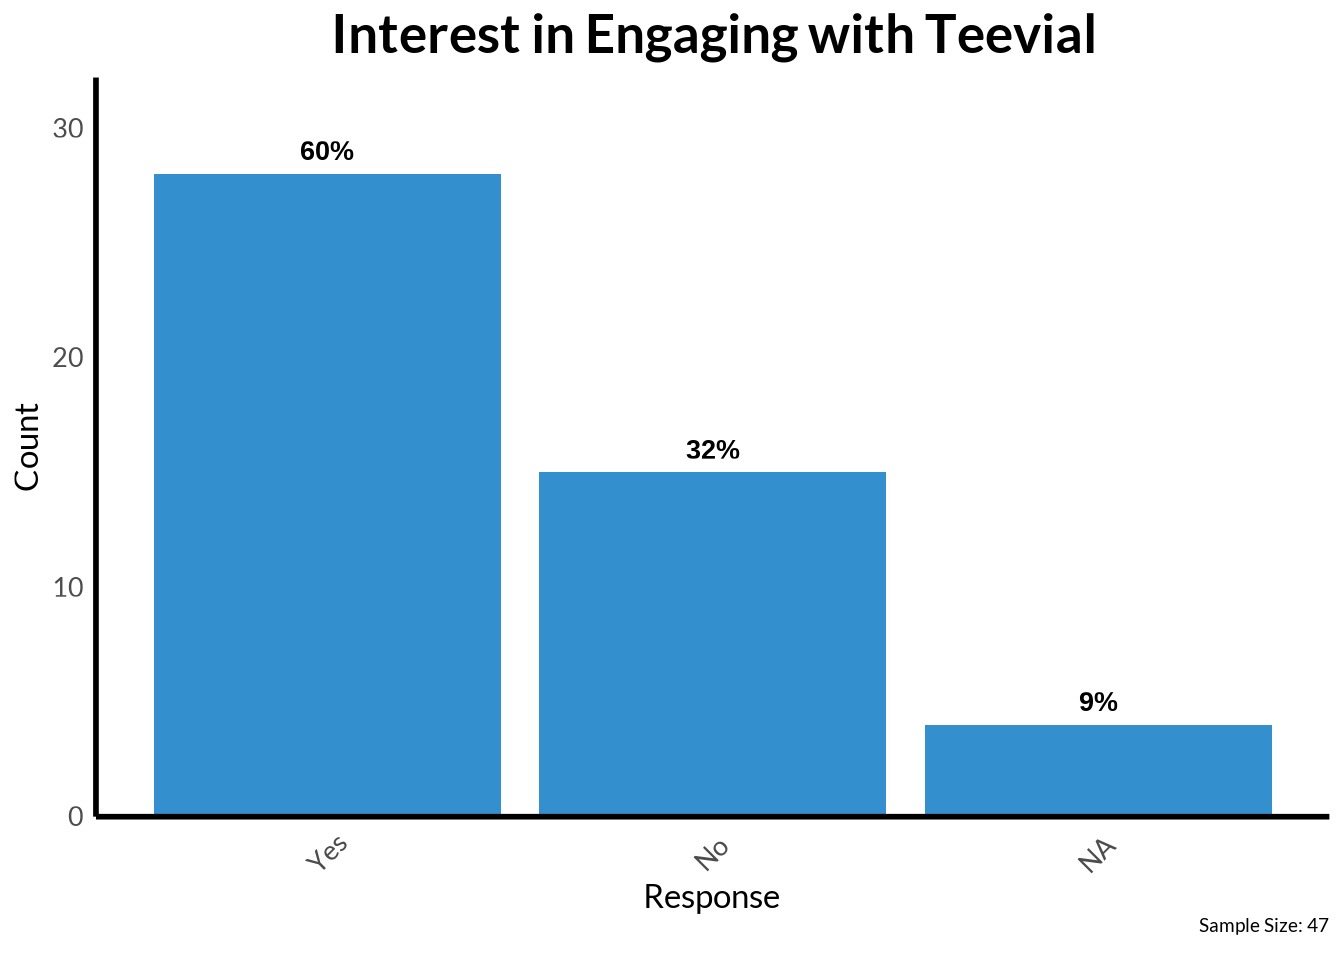 Interest in Engaging with Teevial
30
60%
20
32%
Count
10
9%
0
Yes
No
NA
Response
Sample Size: 47